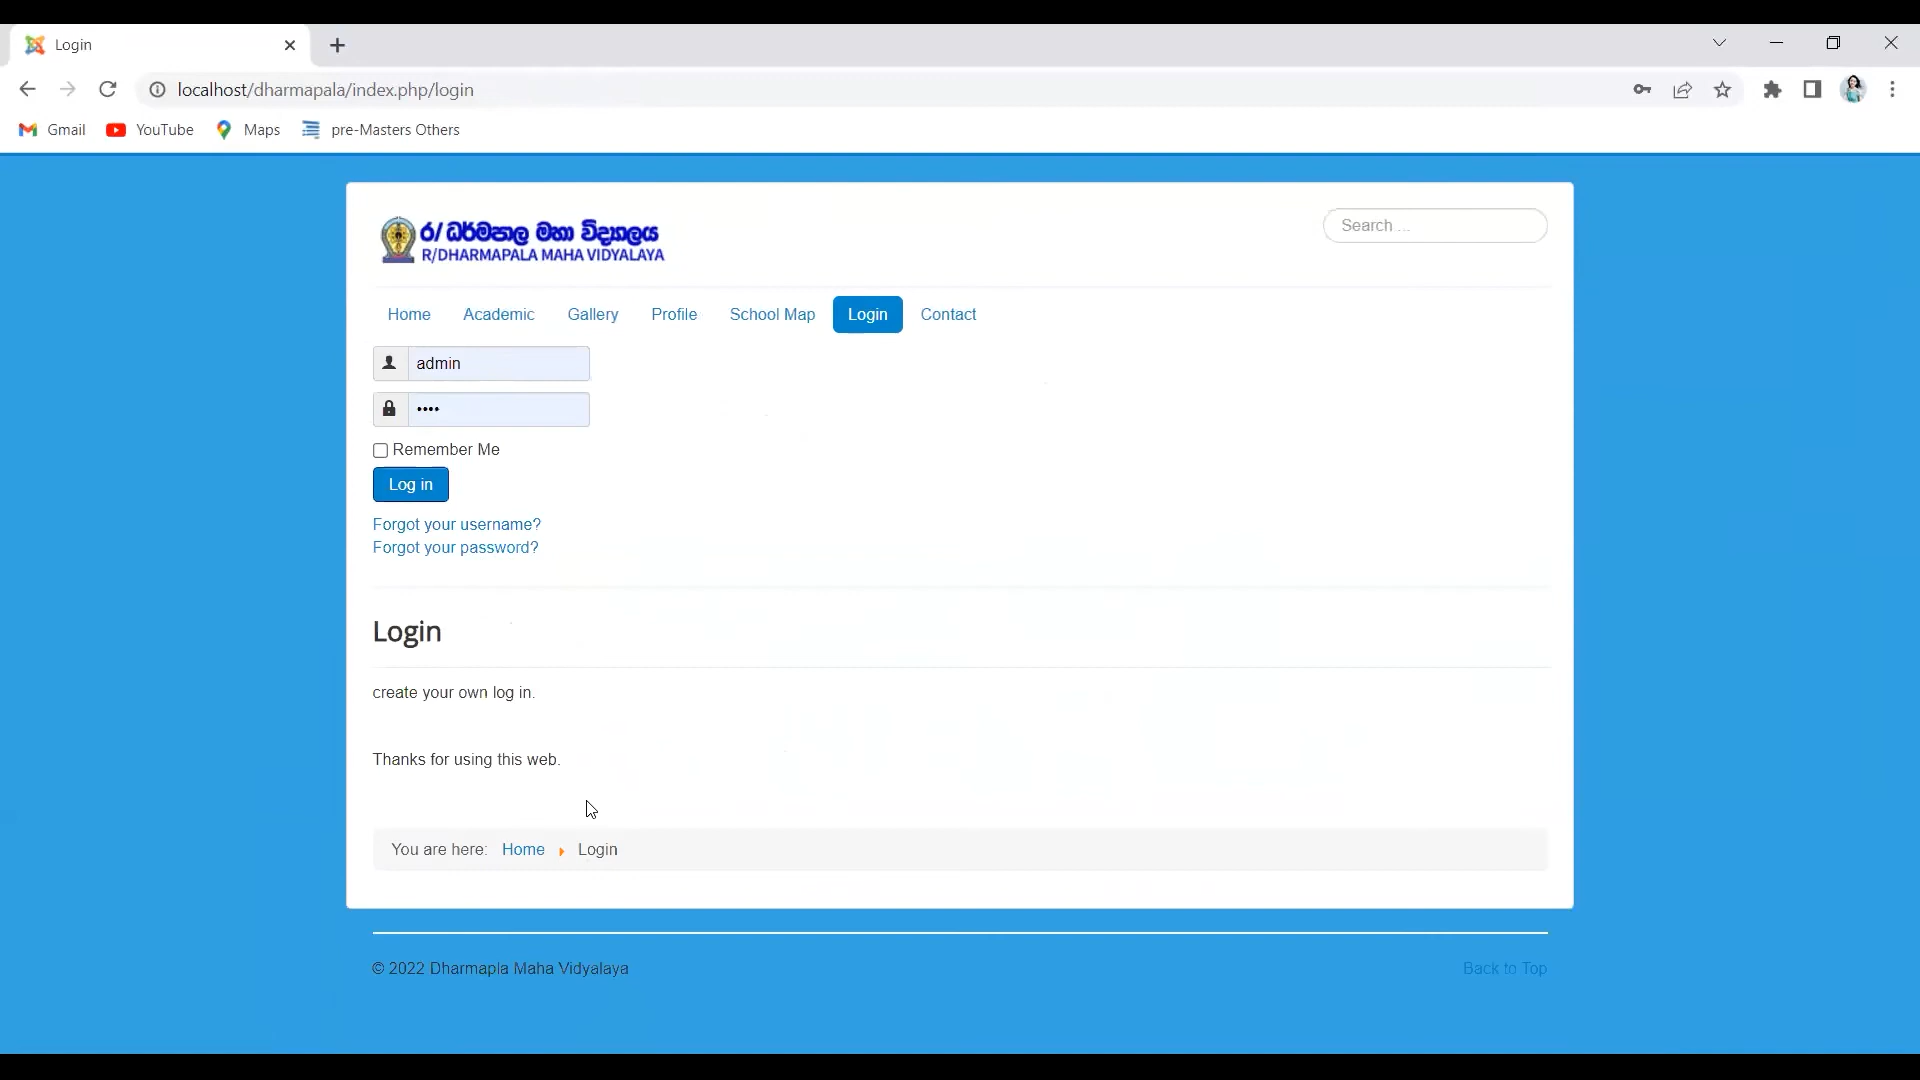 Login
localhost/dharmapala/index.php/login
Gmail YouTube Maps pre-Masters Others
ර/ ධර්මපාල මහා විද්‍යාලය
R/DHARMAPALA MAHA VIDYALAYA
Search ...
Home Academic Gallery Profile School Map Login Contact
admin
••••
Remember Me
Log in
Forgot your username?
Forgot your password?
Login
create your own log in.
Thanks for using this web.
You are here: Home Login
© 2022 Dharmapla Maha Vidyalaya
Back to Top